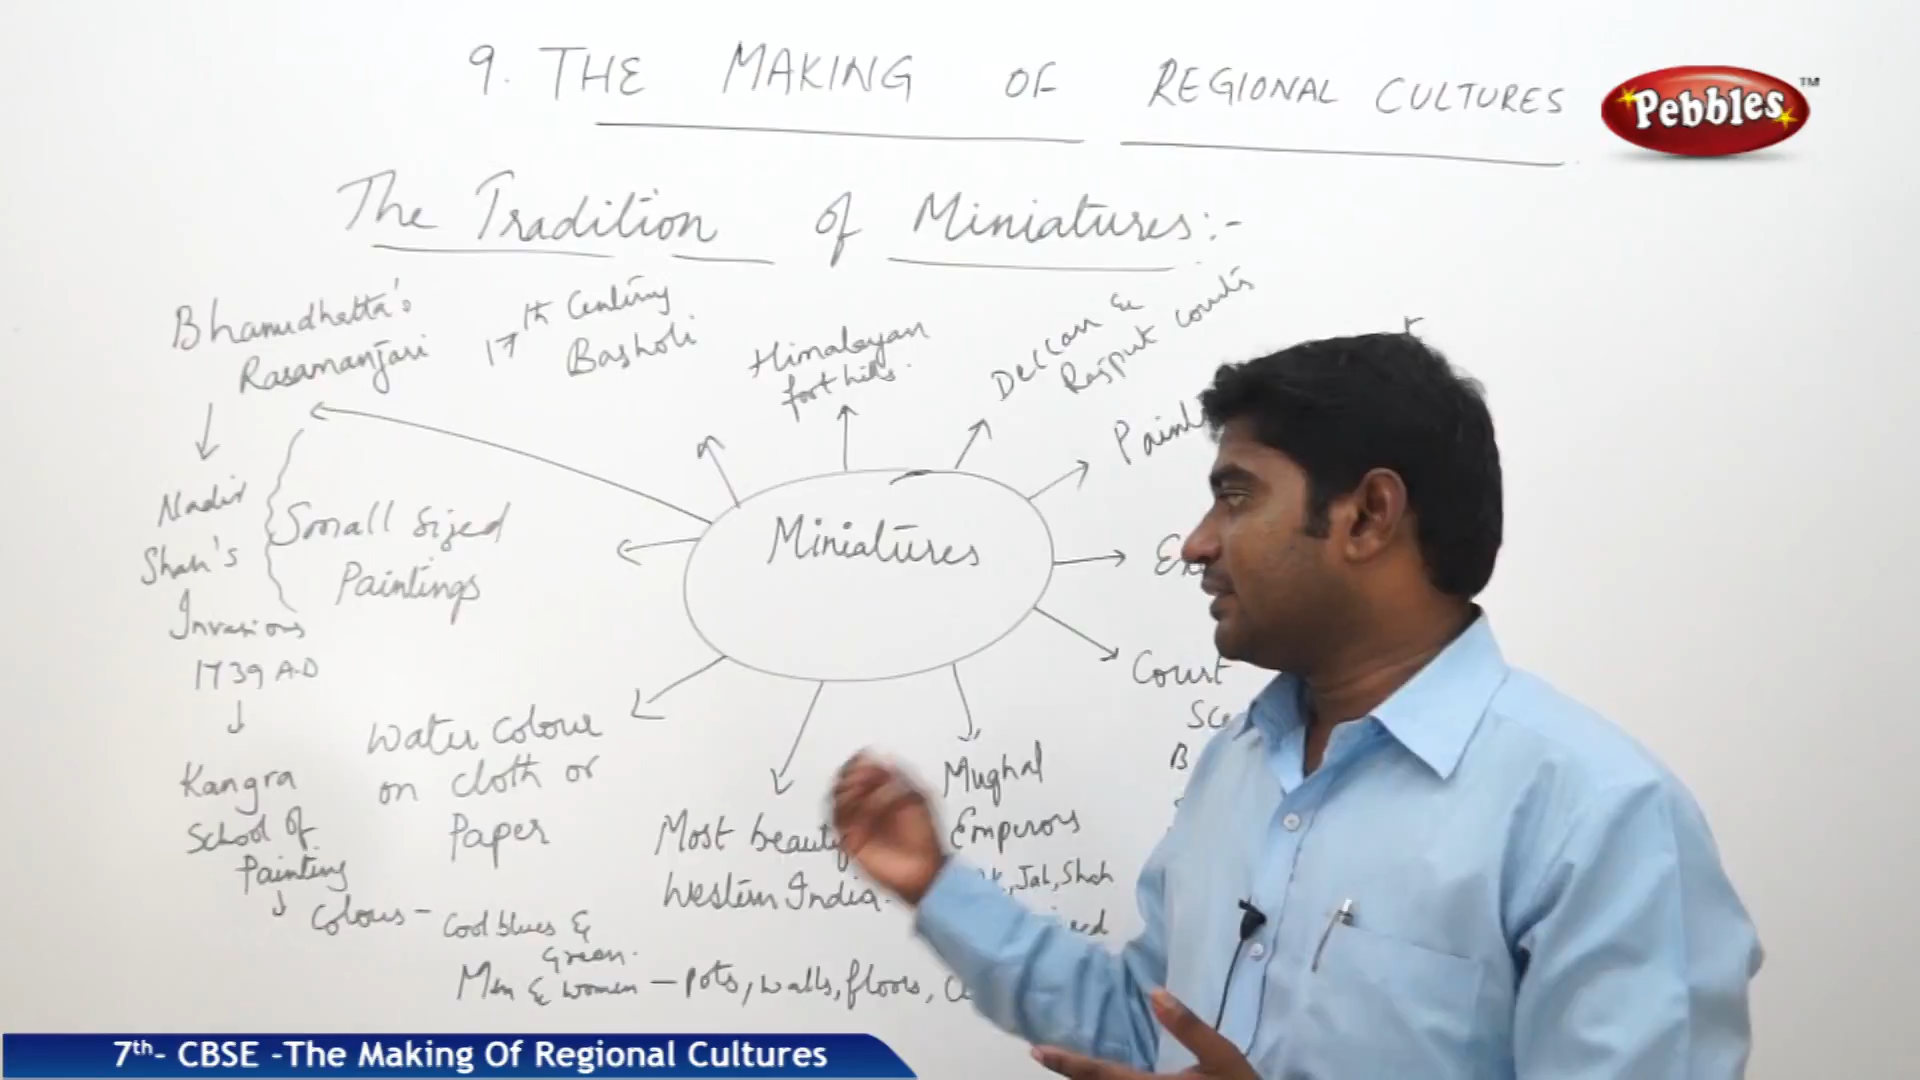 9. THE MAKING OF REGIONAL CULTURES
Pebbles™
The Tradition of Miniatures:-
Bhanudhatta's
Rasamanjari
17th Century
Basholi
Himalayan
foot hills.
Deccan &
Rajput courts
Nadir
Shah's
Invasions
1739 A.D
Small Sized
Paintings
Miniatures
Court
Kangra
School of
Painting
Colours - Cool blues &
Green.
Men & women - Pots, walls, floors,
Water Colour
on cloth or
Paper
Most
Western India.
Mughal
Emperors
Jah, Shah
7th- CBSE -The Making Of Regional Cultures